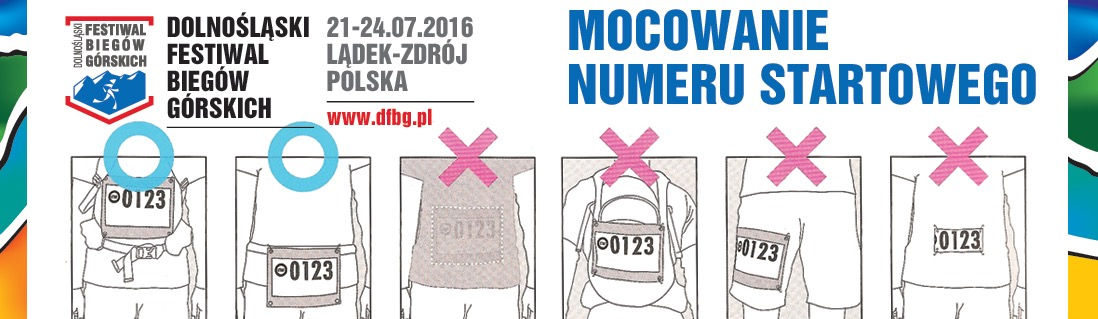 DOLNOŚLĄSKI
FESTIWAL
BIEGÓW
GÓRSKICH
DOLNOŚLĄSKI
FESTIWAL
BIEGÓW
GÓRSKICH
21-24.07.2016
LĄDEK-ZDRÓJ
POLSKA
www.dfbg.pl
MOCOWANIE
NUMERU STARTOWEGO
0123
0123
0123
0123
0123
0123